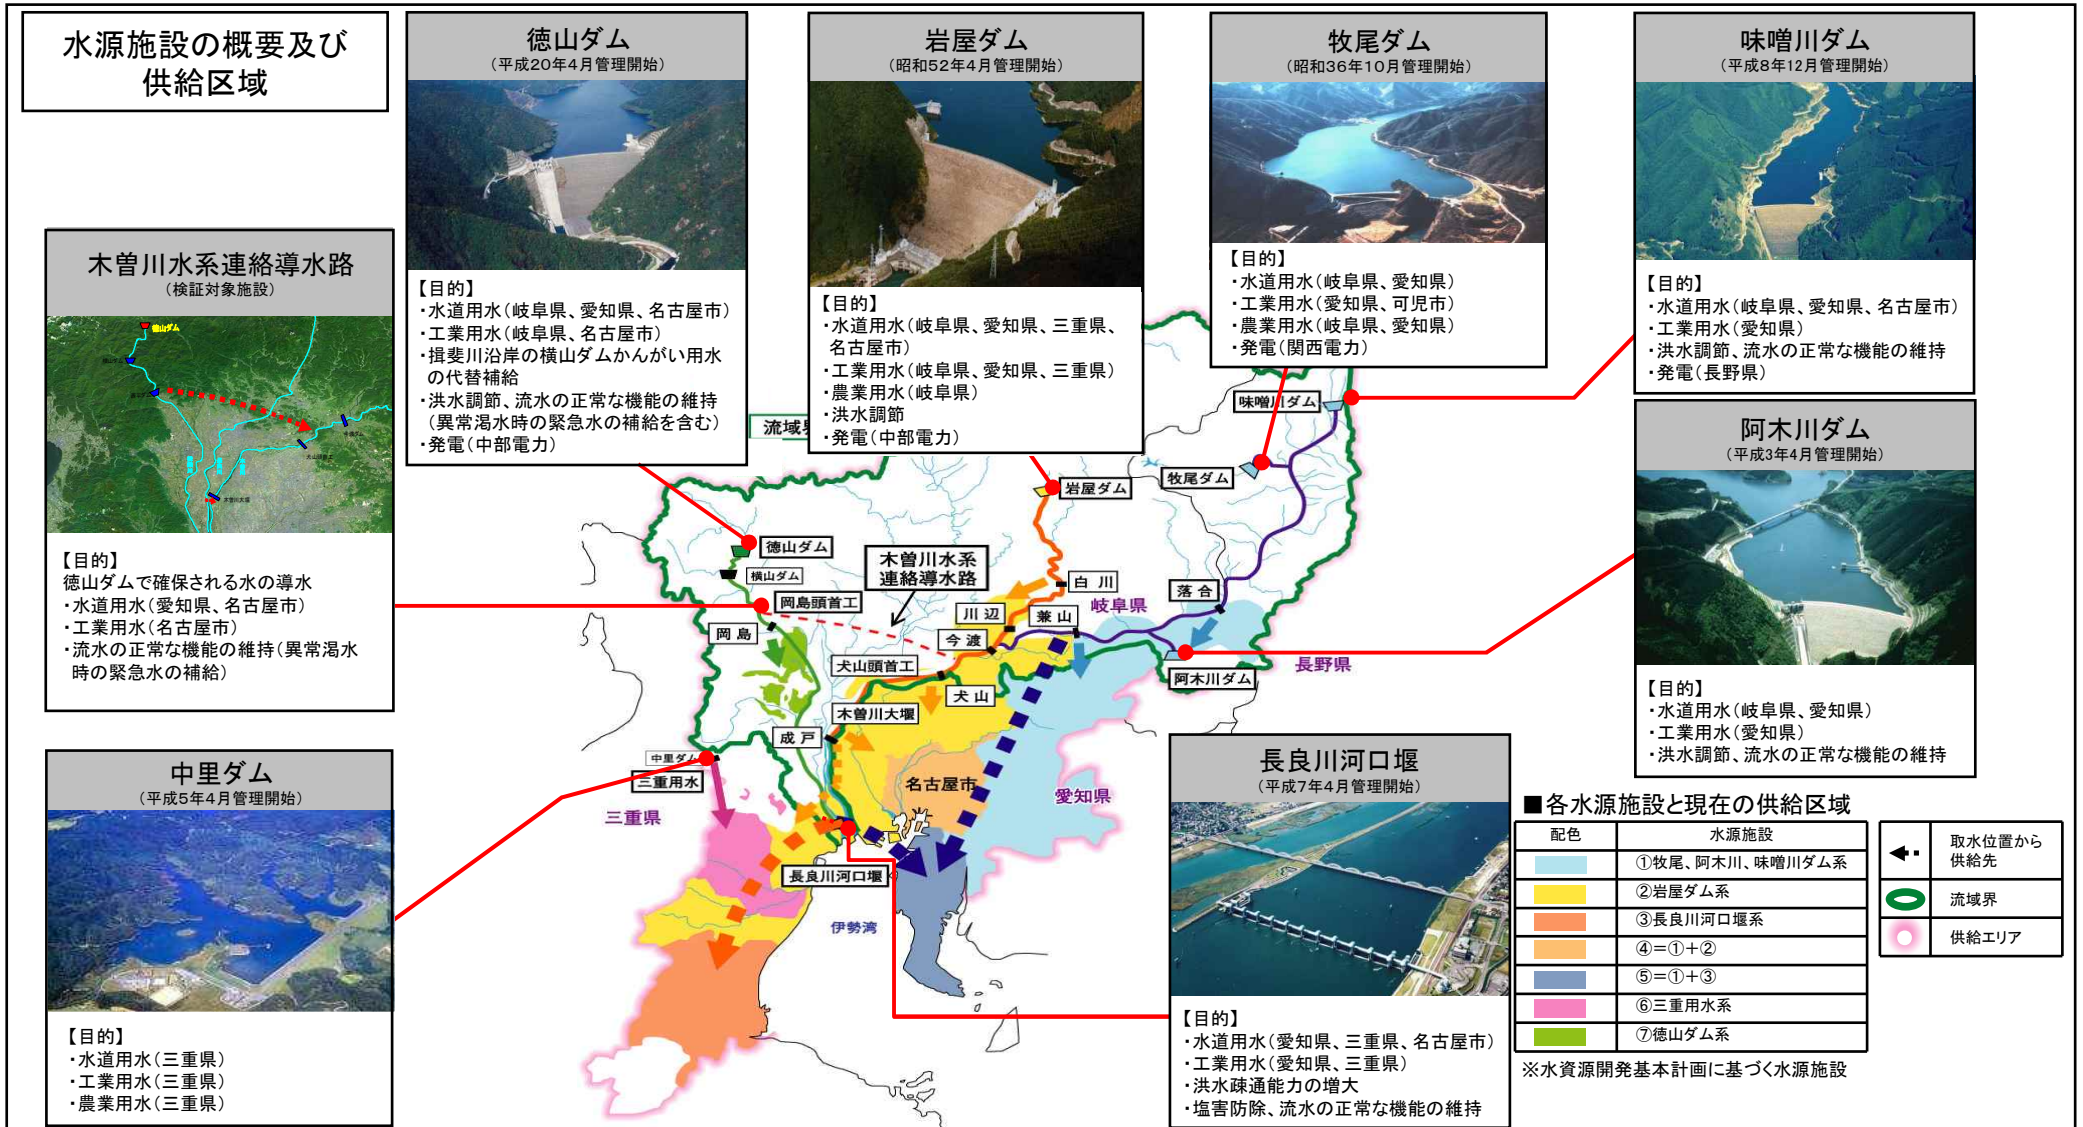 水源施設の概要及び
供給区域
徳山ダム
（平成20年4月管理開始）
【目的】
・水道用水（岐阜県、愛知県、名古屋市）
・工業用水（岐阜県、名古屋市）
・揖斐川沿岸の横山ダムかんがい用水
の代替補給
・洪水調節、流水の正常な機能の維持
（異常渇水時の緊急水の補給を含む）
・発電（中部電力）
岩屋ダム
（昭和52年4月管理開始）
【目的】
・水道用水（岐阜県、愛知県、三重県、
名古屋市）
・工業用水（岐阜県、愛知県、三重県）
・農業用水（岐阜県）
・洪水調節
・発電（中部電力）
牧尾ダム
（昭和36年10月管理開始）
【目的】
・水道用水（岐阜県、愛知県）
・工業用水（愛知県、可児市）
・農業用水（岐阜県、愛知県）
・発電（関西電力）
味噌川ダム
（平成8年12月管理開始）
【目的】
・水道用水（岐阜県、愛知県、名古屋市）
・工業用水（愛知県）
・洪水調節、流水の正常な機能の維持
・発電（長野県）
木曽川水系連絡導水路
（検証対象施設）
徳山ダム
犬山頭首工
木曽川大堰
【目的】
徳山ダムで確保される水の導水
・水道用水（愛知県、名古屋市）
・工業用水（名古屋市）
・流水の正常な機能の維持（異常渇水
時の緊急水の補給）
阿木川ダム
（平成3年4月管理開始）
【目的】
・水道用水（岐阜県、愛知県）
・工業用水（愛知県）
・洪水調節、流水の正常な機能の維持
中里ダム
（平成5年4月管理開始）
【目的】
・水道用水（三重県）
・工業用水（三重県）
・農業用水（三重県）
長良川河口堰
（平成7年4月管理開始）
【目的】
・水道用水（愛知県、三重県、名古屋市）
・工業用水（愛知県、三重県）
・洪水疎通能力の増大
・塩害防除、流水の正常な機能の維持
流域
味噌川ダム
牧尾ダム
岩屋ダム
徳山ダム
横山ダム
木曽川水系
連絡導水路
岡島頭首工
白川
落合
岐阜県
川辺
兼山
岡島
今渡
犬山頭首工
長野県
阿木川ダム
犬山
木曽川大堰
成戸
中里ダム
三重用水
名古屋市
愛知県
三重県
長良川河口堰
伊勢湾
■各水源施設と現在の供給区域
配色 水源施設
①牧尾、阿木川、味噌川ダム系
②岩屋ダム系
③長良川河口堰系
④＝①＋②
⑤＝①＋③
⑥三重用水系
⑦徳山ダム系
取水位置から
供給先
流域界
供給エリア
※水資源開発基本計画に基づく水源施設